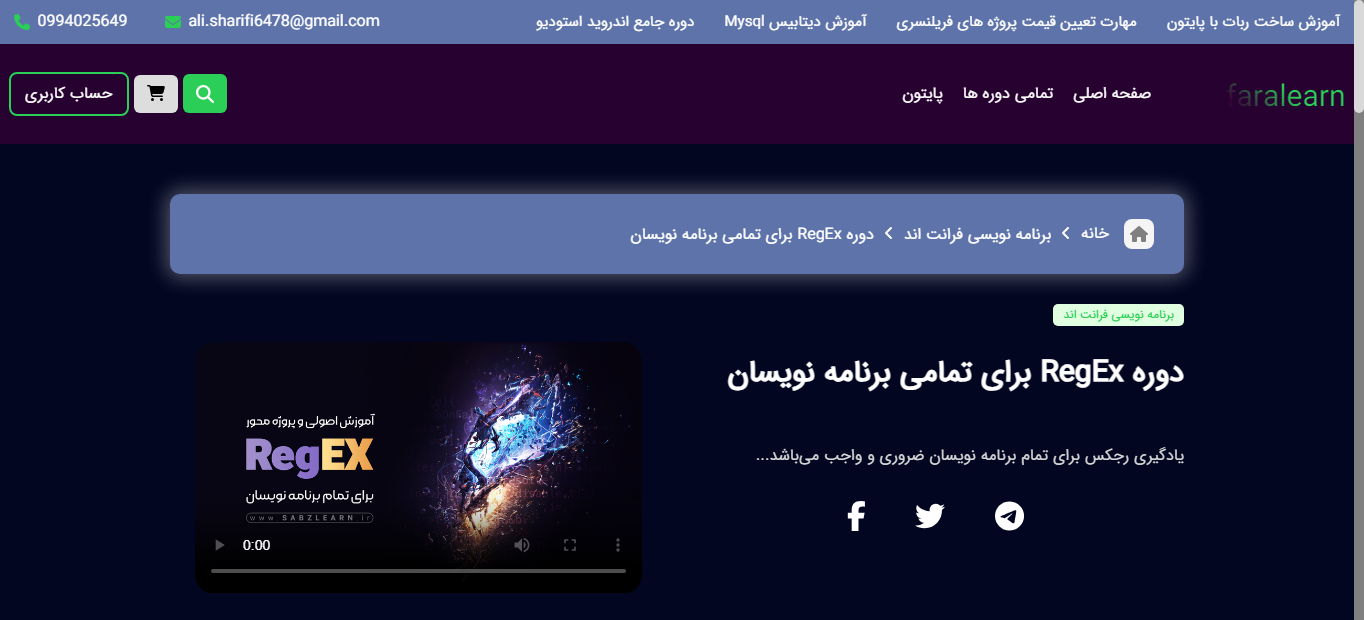 آموزش ساخت ربات با پایتون
مهارت تعیین قیمت پروژه های فریلنسری
آموزش دیتابیس Mysql
دوره جامع اندروید استودیو
ali.sharifi6478@gmail.com
0994025649
faralearn
صفحه اصلی
تمامی دوره ها
پایتون
حساب کاربری
خانه
برنامه نویسی فرانت اند
دوره RegEx برای تمامی برنامه نویسان
برنامه نویسی فرانت اند
دوره RegEx برای تمامی برنامه نویسان
یادگیری رجکس برای تمام برنامه نویسان ضروری و واجب می‌باشد...
آموزش اصولی و پروژه محور
RegEX
برای تمام برنامه نویسان
www SABZLEARN ir
0:00